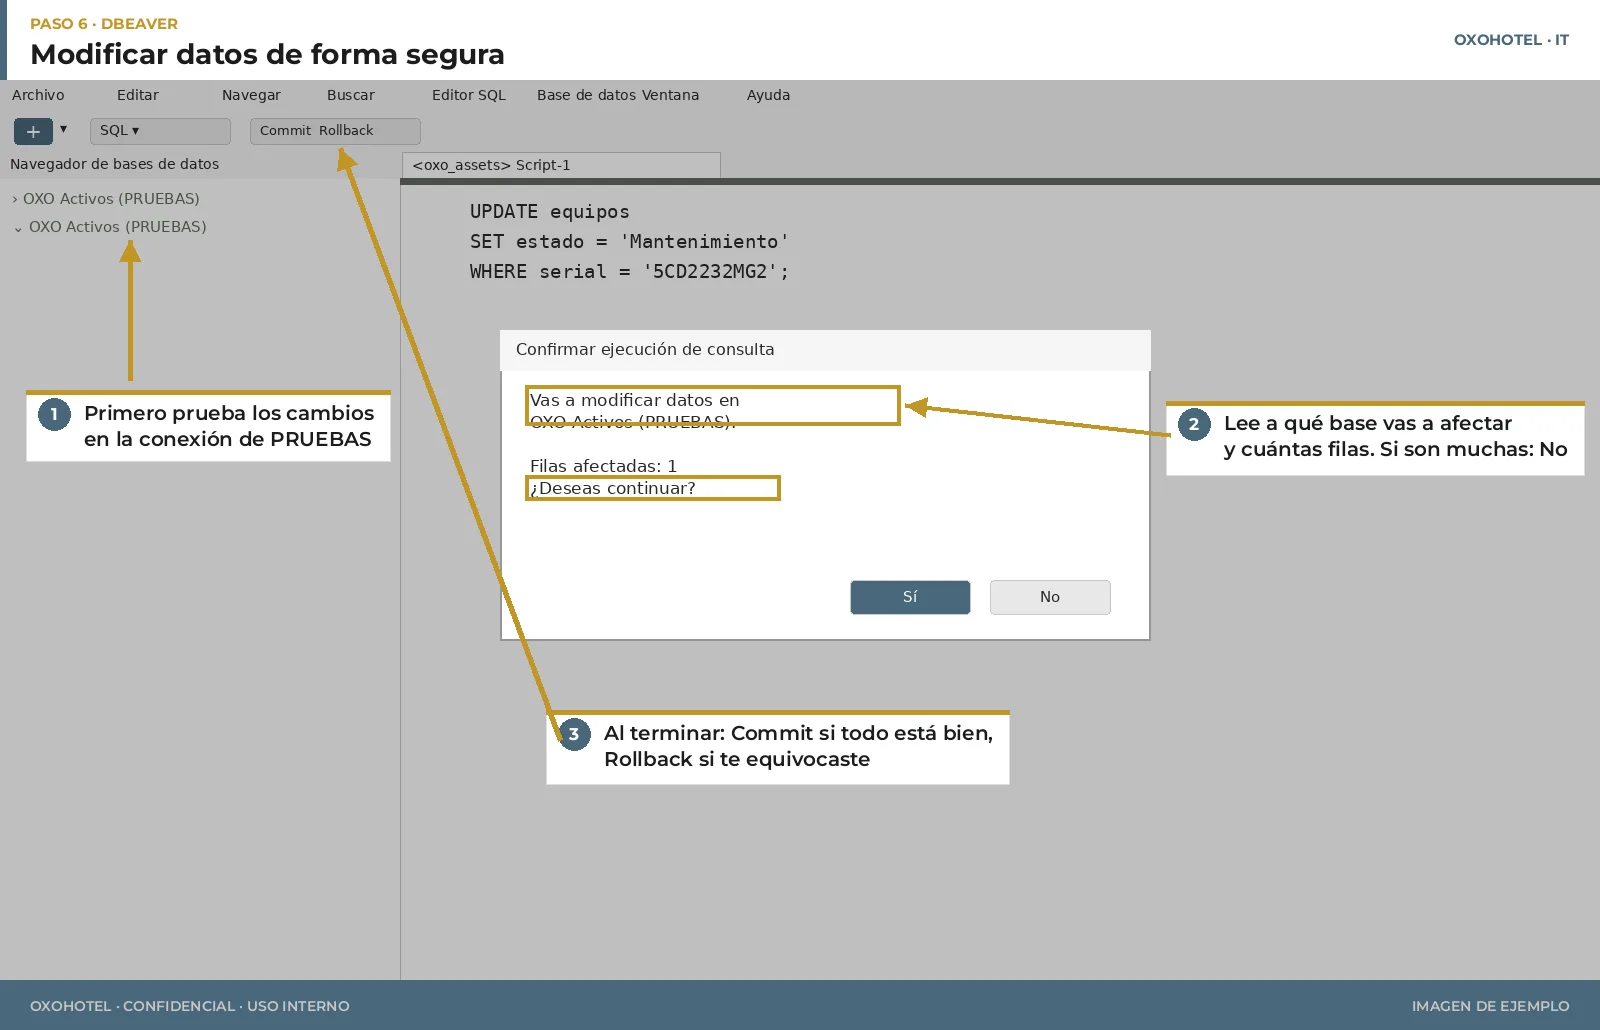 PASO 6 · DBEAVER
Modificar datos de forma segura
OXOHOTEL · IT
Archivo Editar Navegar Buscar Editor SQL Base de datos Ventana Ayuda
+ ▾ SQL ▾ Commit Rollback
Navegador de bases de datos
<oxo_assets> Script-1
› OXO Activos (PRUEBAS)
⌄ OXO Activos (PRUEBAS)
UPDATE equipos
SET estado = 'Mantenimiento'
WHERE serial = '5CD2232MG2';
Confirmar ejecución de consulta
Vas a modificar datos en
OXO Activos (PRUEBAS).
Filas afectadas: 1
¿Deseas continuar?
Sí No
1 Primero prueba los cambios
en la conexión de PRUEBAS
2 Lee a qué base vas a afectar
y cuántas filas. Si son muchas: No
3 Al terminar: Commit si todo está bien,
Rollback si te equivocaste
OXOHOTEL · CONFIDENCIAL · USO INTERNO
IMAGEN DE EJEMPLO